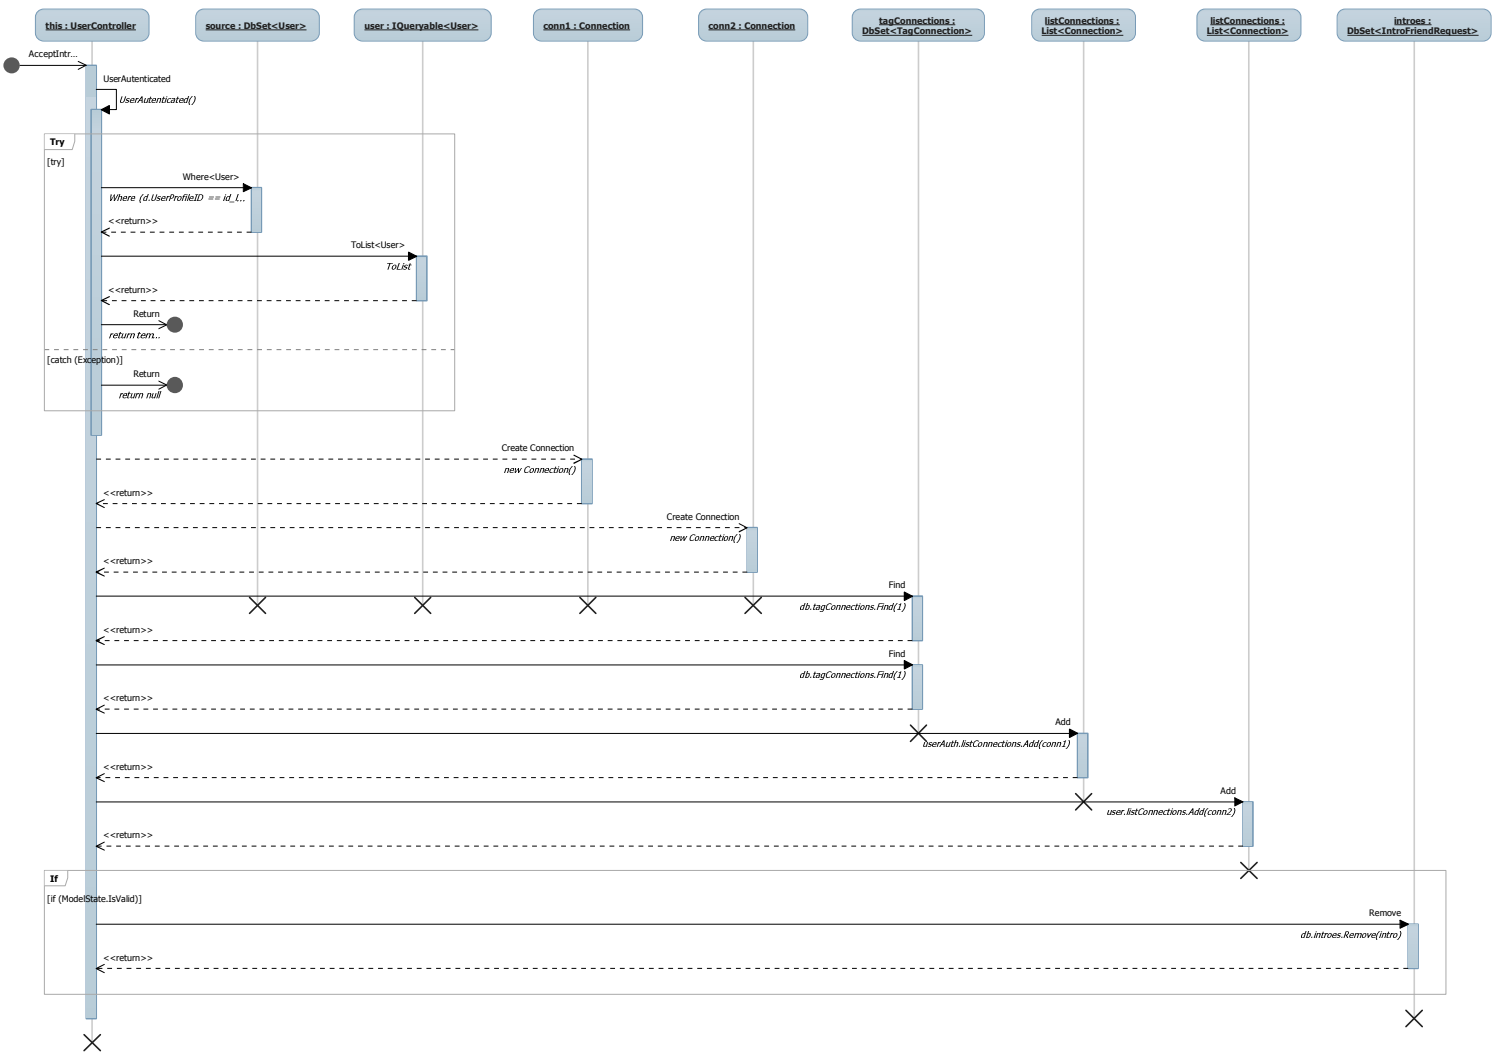 this : UserController
source : DbSet<User>
user : IQueryable<User>
conn1 : Connection
conn2 : Connection
tagConnections :
DbSet<TagConnection>
listConnections :
List<Connection>
listConnections :
List<Connection>
introes :
DbSet<IntroFriendRequest>
AcceptIntr...
UserAutenticated
UserAutenticated()
Try
[try]
Where<User>
Where (d.UserProfileID == id_l...
<<return>>
ToList<User>
ToList
<<return>>
Return
return tem...
[catch (Exception)]
Return
return null
Create Connection
new Connection()
<<return>>
Create Connection
new Connection()
<<return>>
Find
db.tagConnections.Find(1)
<<return>>
Find
db.tagConnections.Find(1)
<<return>>
Add
userAuth.listConnections.Add(conn1)
<<return>>
Add
user.listConnections.Add(conn2)
<<return>>
If
[if (ModelState.IsValid)]
Remove
db.introes.Remove(intro)
<<return>>